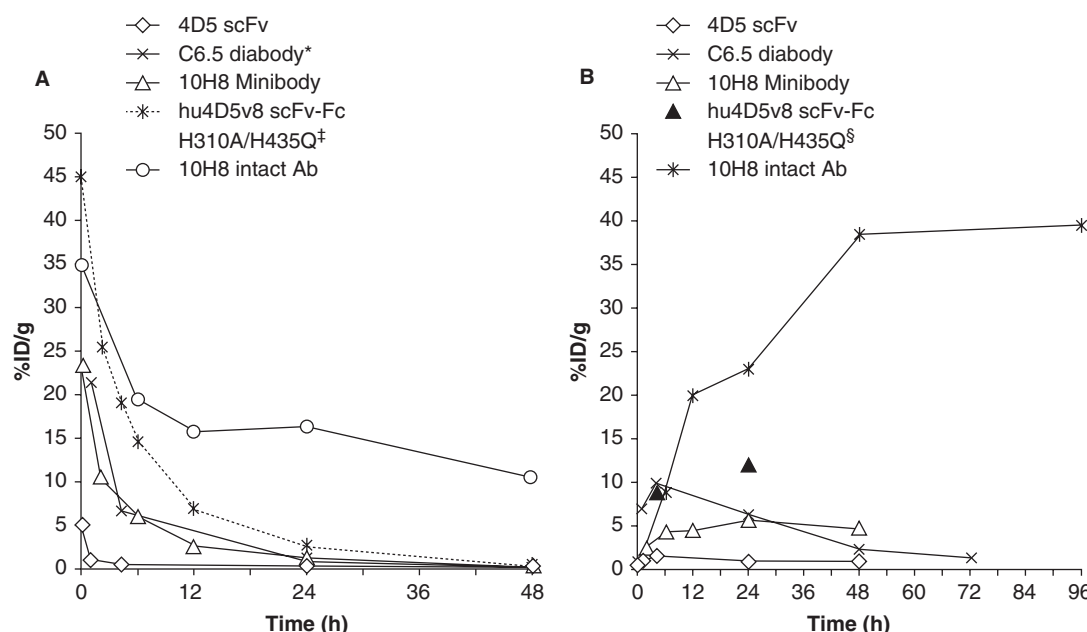 A
4D5 scFv
C6.5 diabody*
10H8 Minibody
hu4D5v8 scFv-Fc
H310A/H435Q‡
10H8 intact Ab
50
45
40
35
30
25
20
15
10
5
0
%ID/g
0 12 24 36 48
Time (h)
B
4D5 scFv
C6.5 diabody
10H8 Minibody
hu4D5v8 scFv-Fc
H310A/H435Q§
10H8 intact Ab
50
45
40
35
30
25
20
15
10
5
0
%ID/g
0 12 24 36 48 60 72 84 96
Time (h)